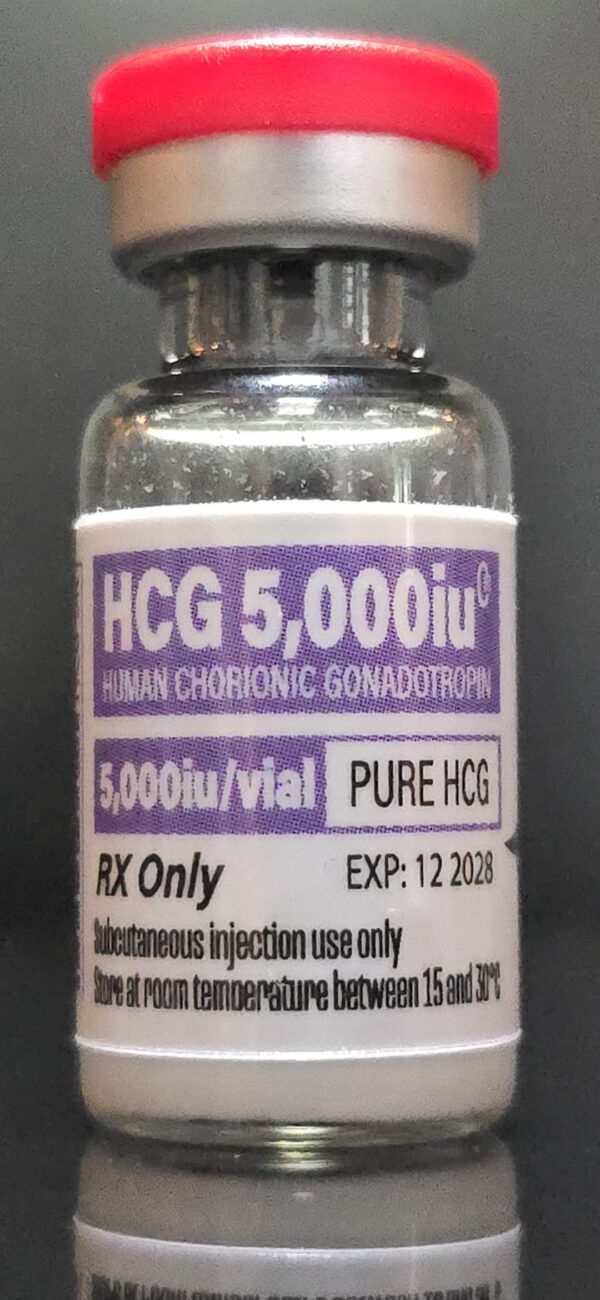 HCG 5,000iu©
HUMAN CHORIONIC GONADOTROPIN
5,000iu/vial PURE HCG
RX Only EXP: 12 2028
Subcutaneous injection use only
Store at room temperature between 15 and 30°C